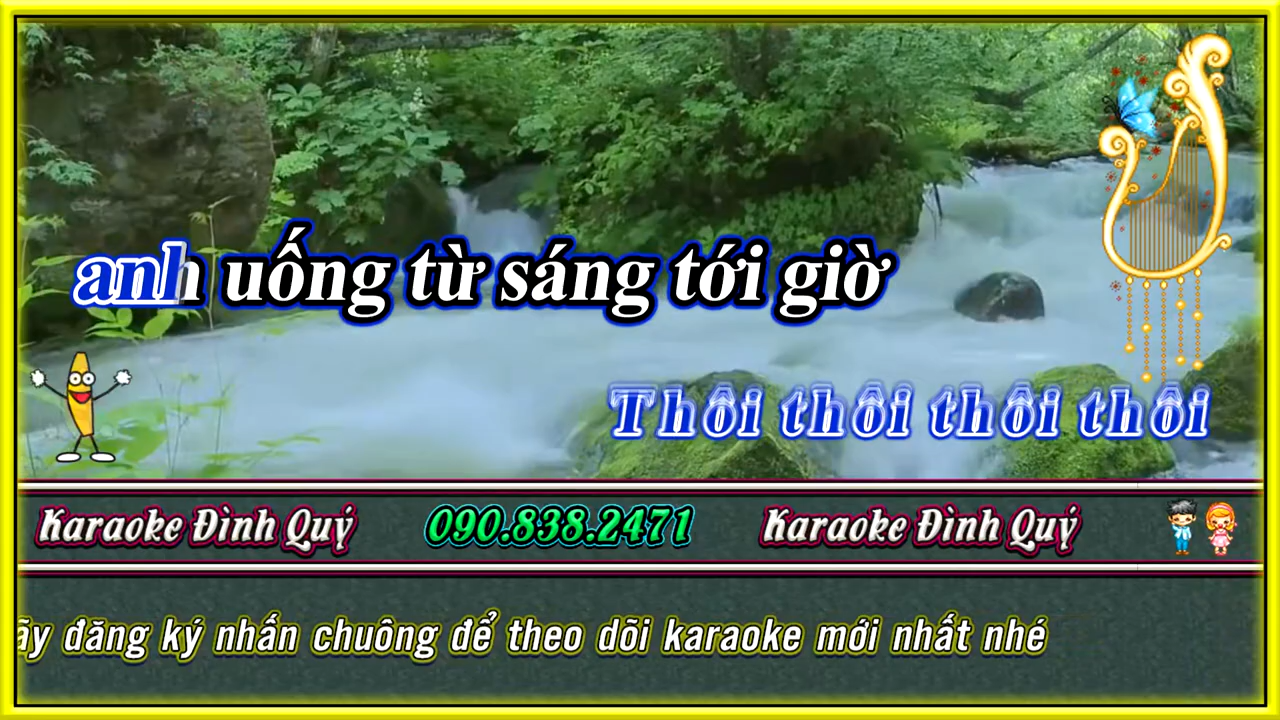 anh uống từ sáng tới giờ
Thôi thôi thôi thôi
Karaoke Đình Quý 090.838.2471 Karaoke Đình Quý
đăng ký nhấn chuông để theo dõi karaoke mới nhất nhé